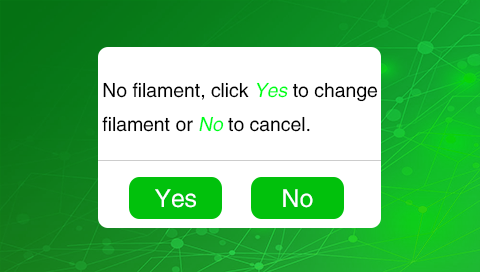 No filament, click Yes to change
filament or No to cancel.
Yes No